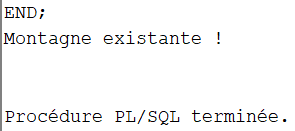 END;
Montagne existante !
Procédure PL/SQL terminée.